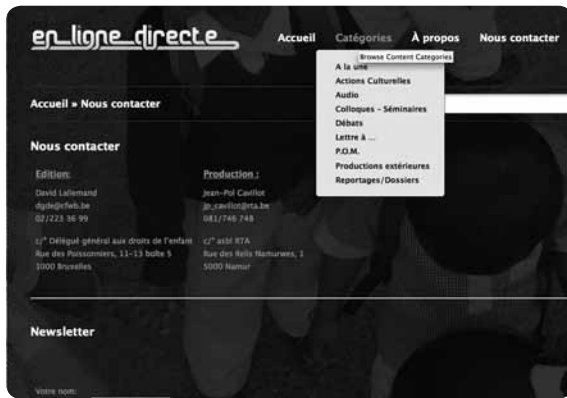 en_ligne_directe
Accueil Catégories À propos Nous contacter
Browse Content Categories
A la une
Actions Culturelles
Audio
Colloques - Séminaires
Débats
Lettre à ...
P.O.M.
Productions extérieures
Reportages/Dossiers
Accueil » Nous contacter
Nous contacter
Edition:
David Lallemand
dgde@cfwb.be
02/223 36 99
c/° Délégué général aux droits de l'enfant
Rue des Poissonniers, 11-13 boîte 5
1000 Bruxelles
Production :
Jean-Pol Cavillot
jp_cavillot@rta.be
081/746 748
c/° asbl RTA
Rue des Relis Namurwes, 1
5000 Namur
Newsletter
Votre nom: